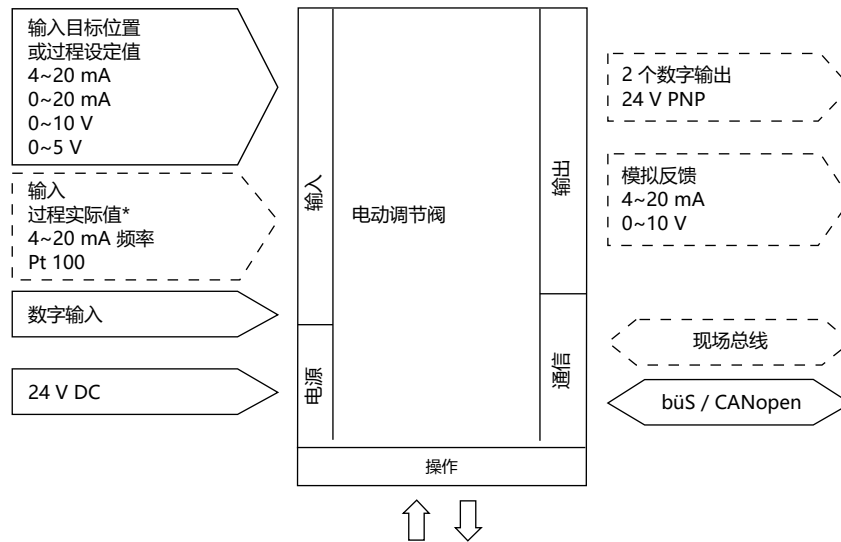 输入目标位置
或过程设定值
4~20 mA
0~20 mA
0~10 V
0~5 V
输入
过程实际值*
4~20 mA 频率
Pt 100
数字输入
24 V DC
输入
电源
电动调节阀
输出
通信
操作
2 个数字输出
24 V PNP
模拟反馈
4~20 mA
0~10 V
现场总线
büS / CANopen